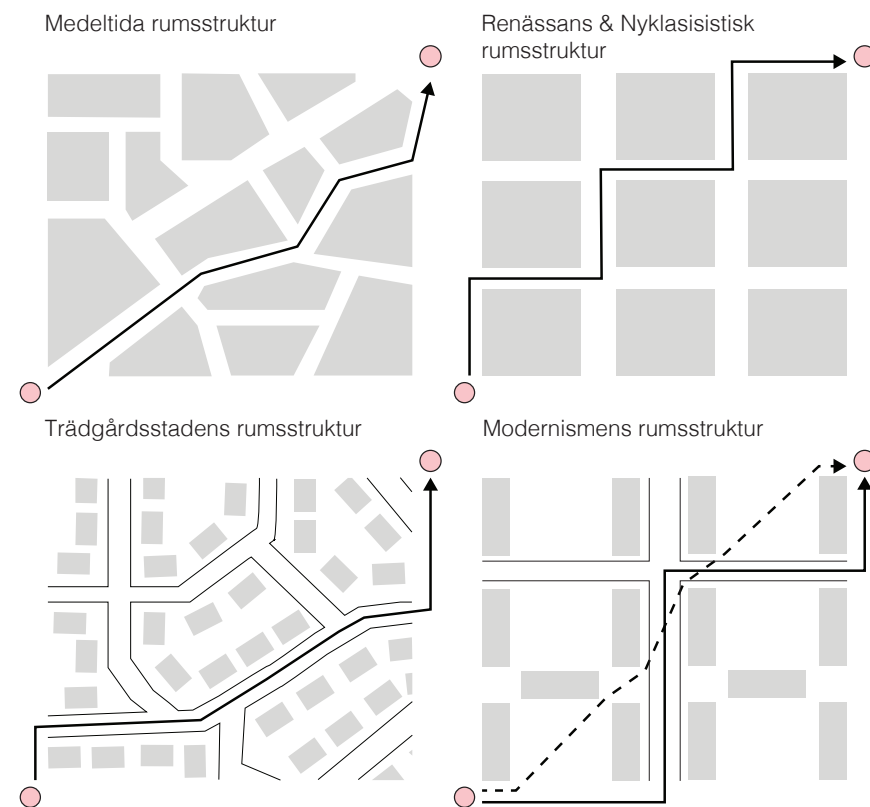 Medeltida rumsstruktur
Renässans & Nyklasisistisk
rumsstruktur
Trädgårdsstadens rumsstruktur
Modernismens rumsstruktur